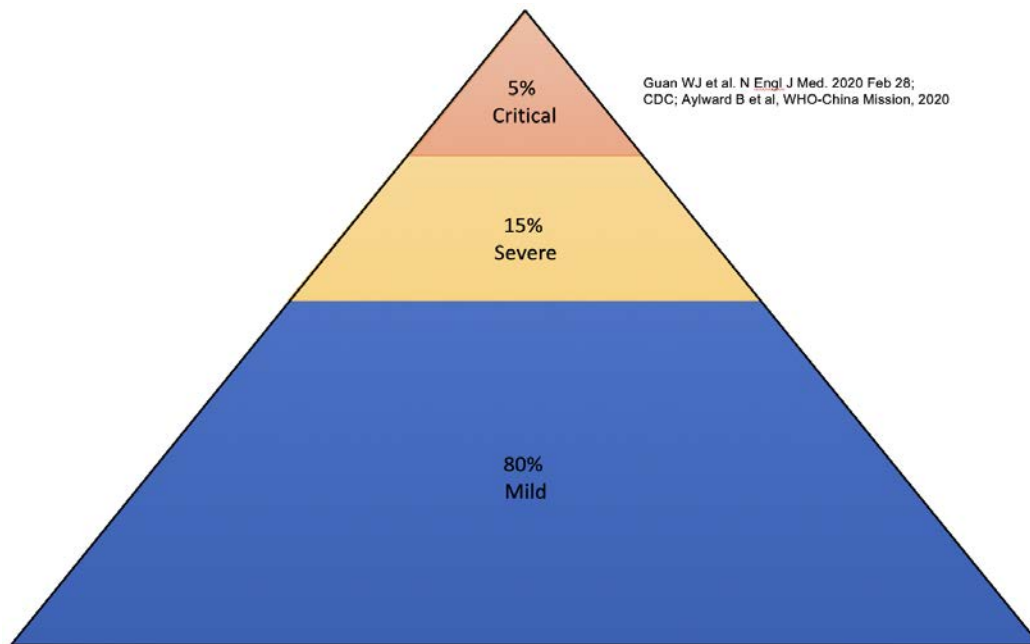 5%
Critical
Guan WJ et al. N Engl J Med. 2020 Feb 28;
CDC; Aylward B et al, WHO-China Mission, 2020
15%
Severe
80%
Mild